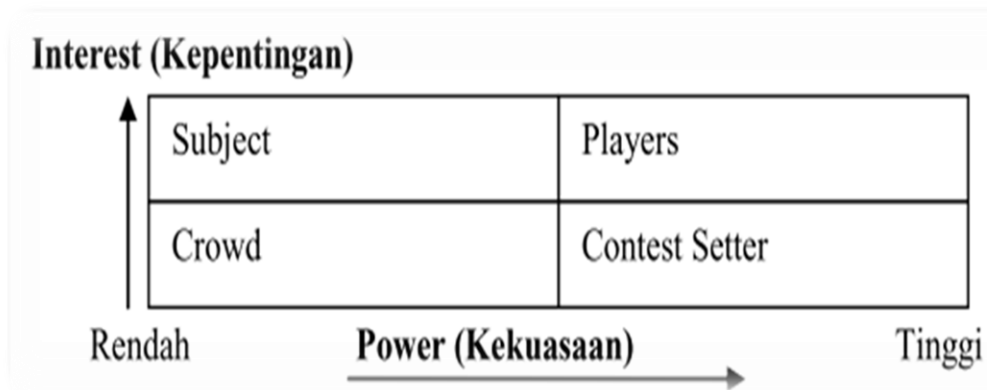 Interest (Kepentingan)
Subject Players
Crowd Contest Setter
Rendah Power (Kekuasaan) Tinggi